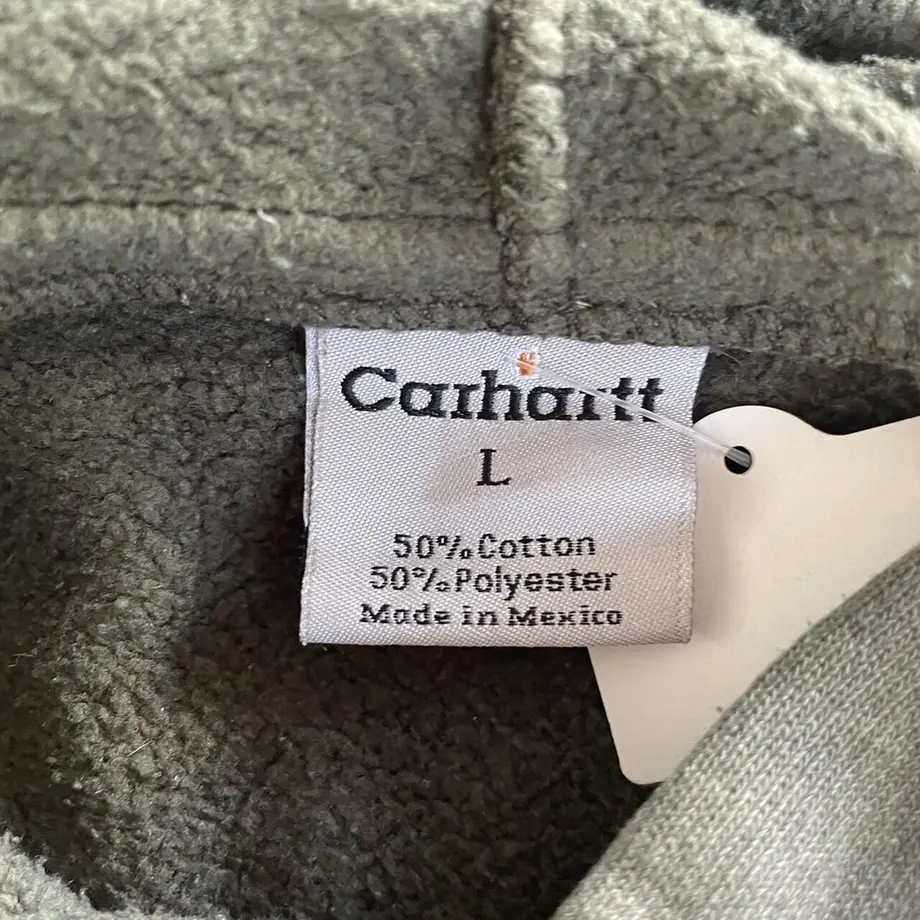 Carhartt
L
50% Cotton
50% Polyester
Made in Mexico